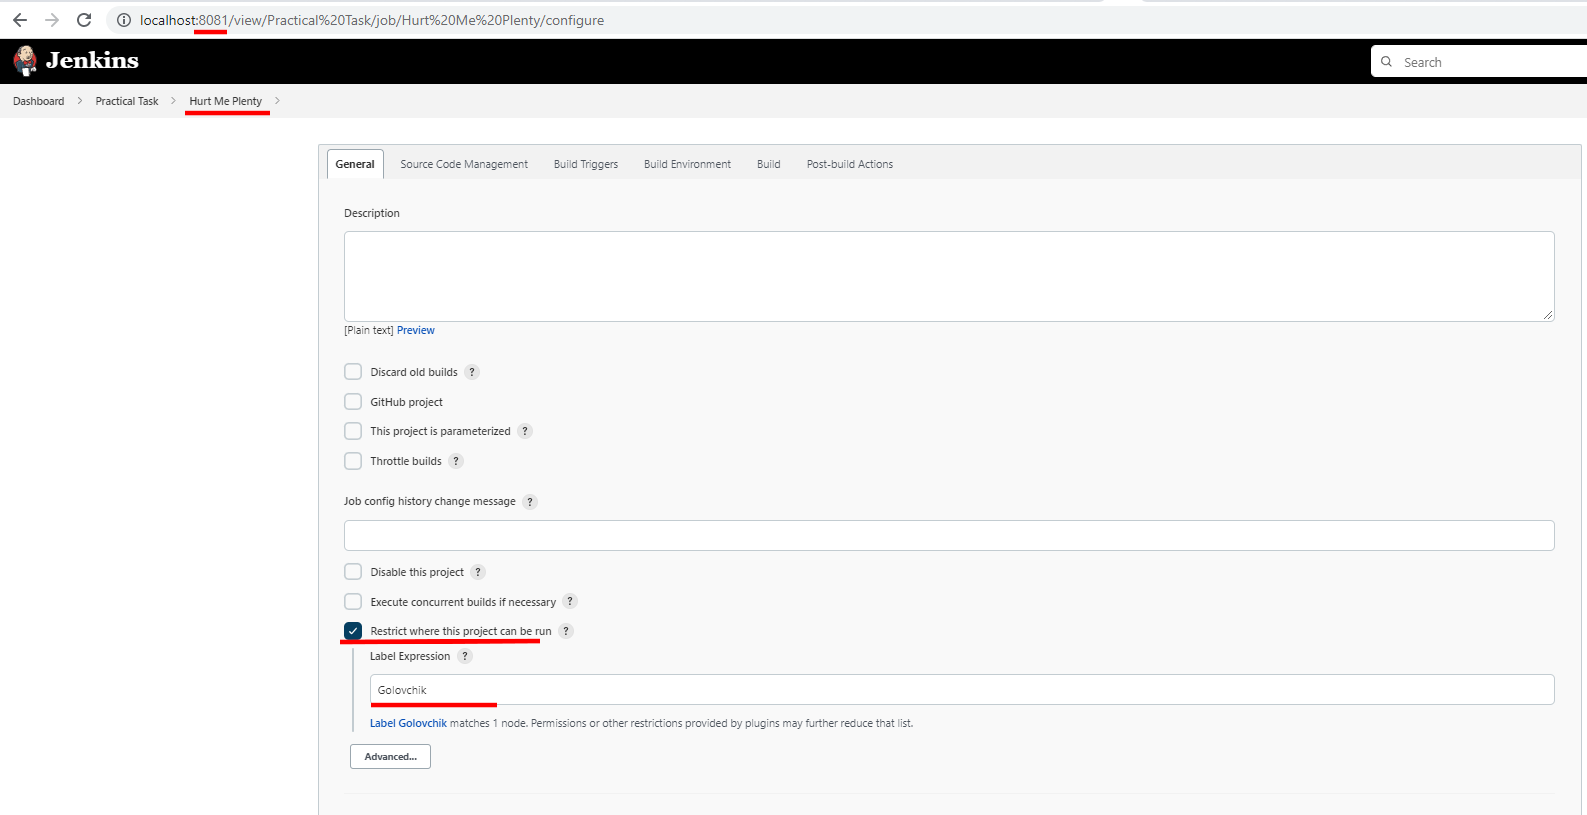 localhost:8081/view/Practical%20Task/job/Hurt%20Me%20Plenty/configure
Jenkins
Search
Dashboard > Practical Task > Hurt Me Plenty >
General Source Code Management Build Triggers Build Environment Build Post-build Actions
Description
[Plain text] Preview
Discard old builds ?
GitHub project
This project is parameterized ?
Throttle builds ?
Job config history change message ?
Disable this project ?
Execute concurrent builds if necessary ?
Restrict where this project can be run ?
Label Expression ?
Golovchik
Label Golovchik matches 1 node. Permissions or other restrictions provided by plugins may further reduce that list.
Advanced...